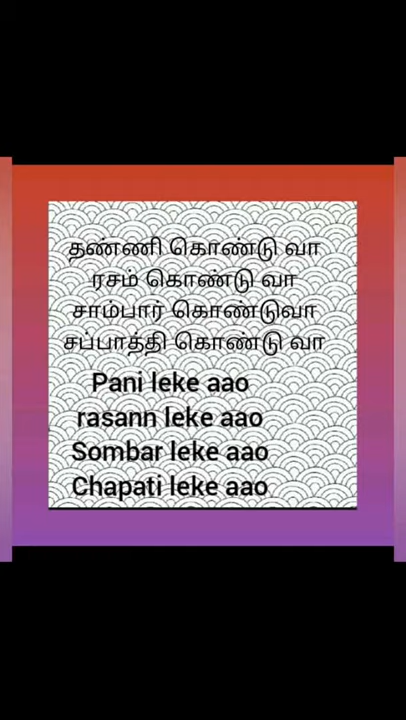 தண்ணி கொண்டு வா
ரசம் கொண்டு வா
சாம்பார் கொண்டுவா
சப்பாத்தி கொண்டு வா
Pani leke aao
rasann leke aao
Sombar leke aao
Chapati leke aao